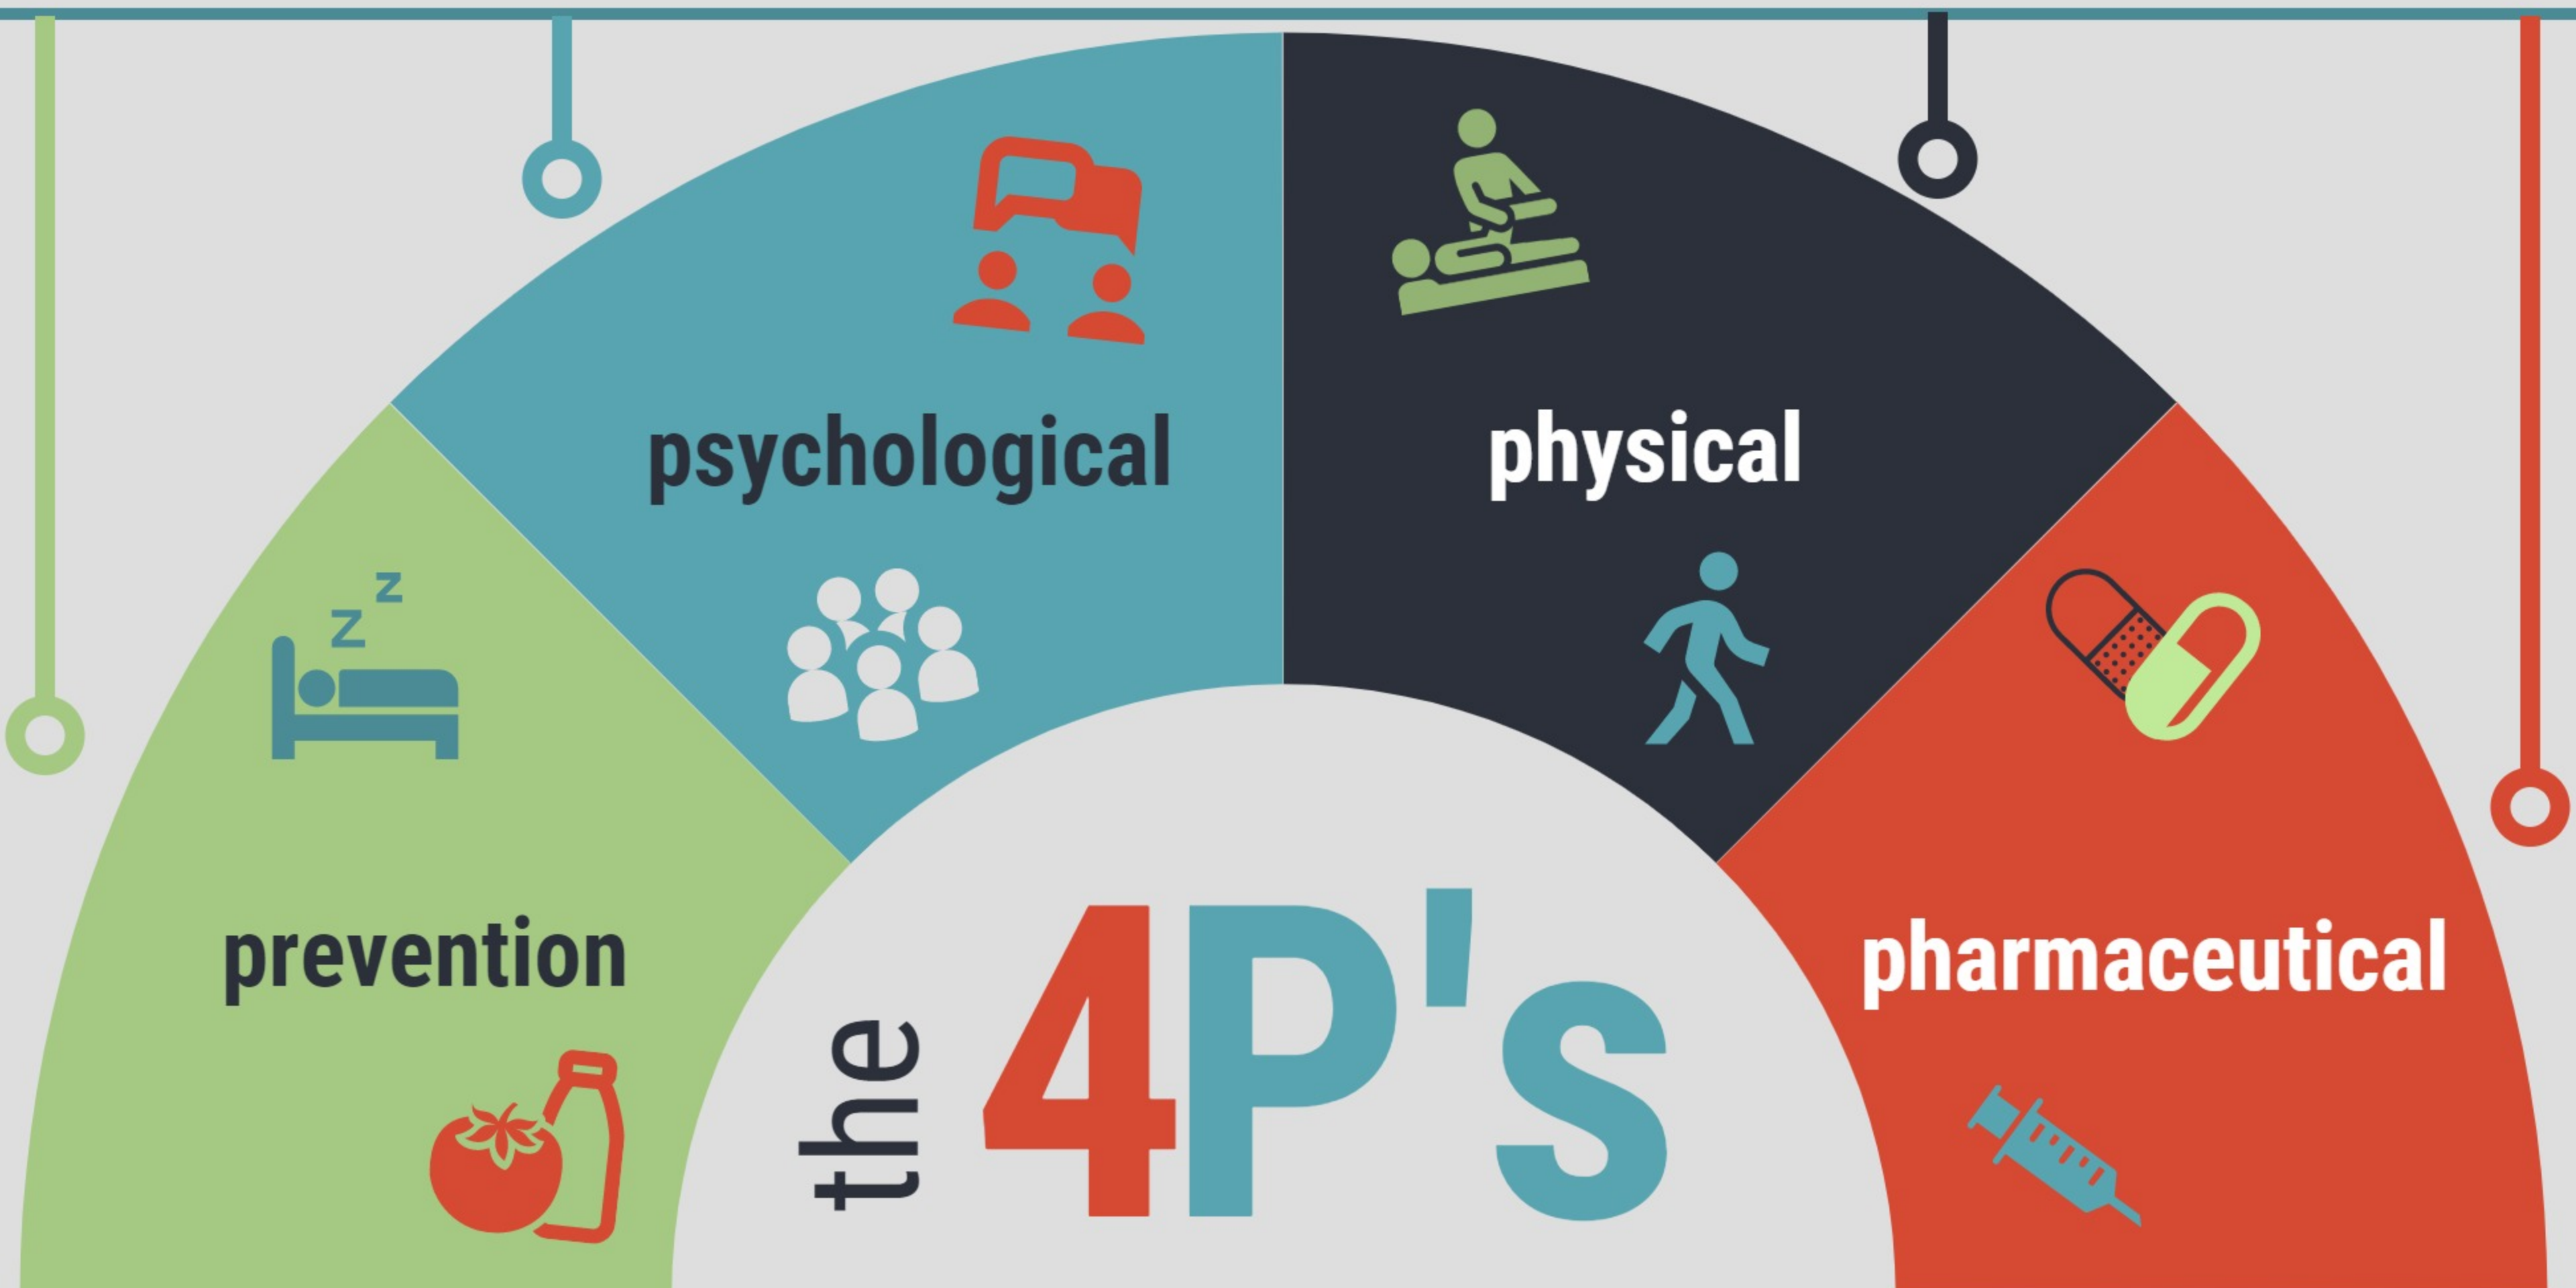 psychological
physical
z
z
prevention
pharmaceutical
the
4P's